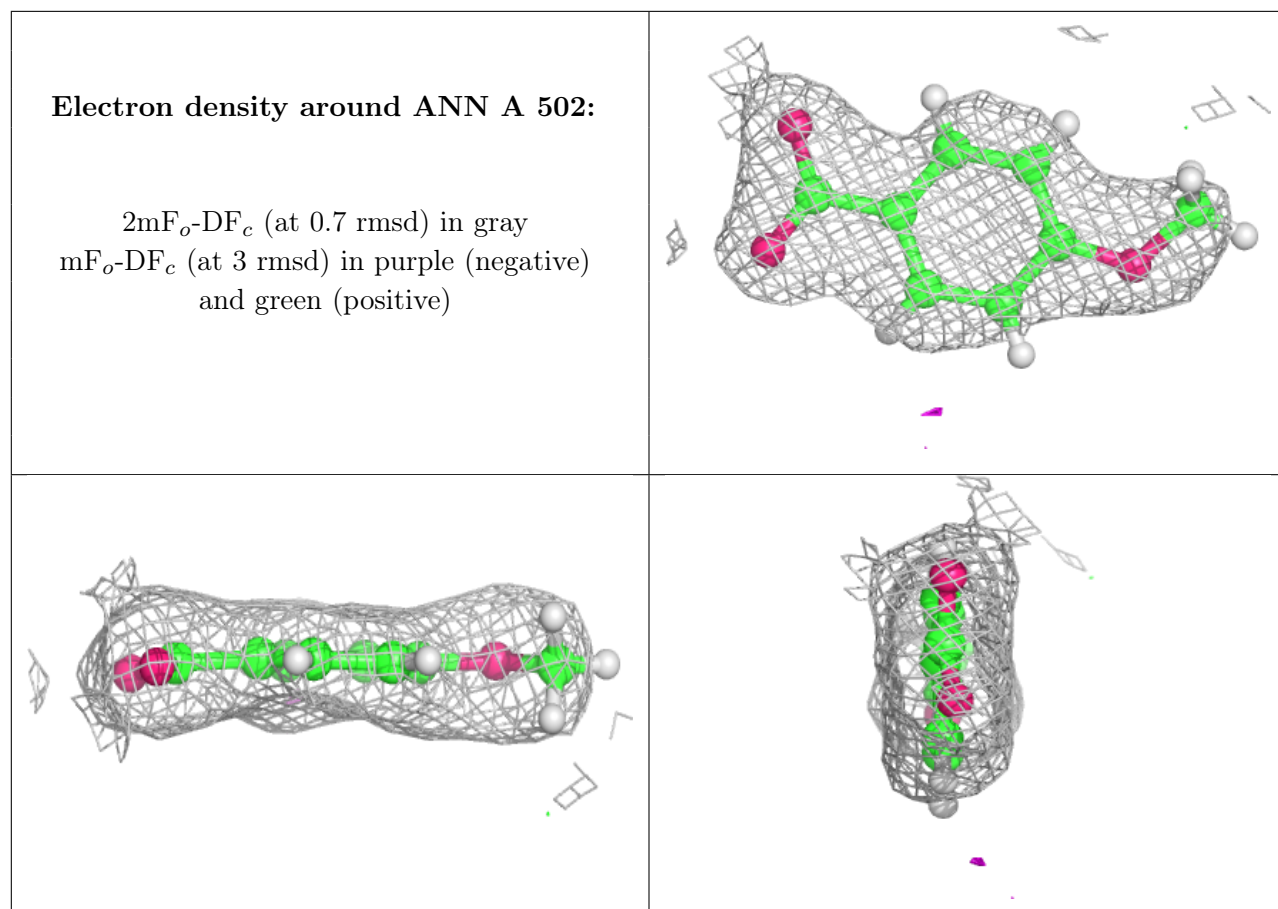 Electron density around ANN A 502:
2mFo-DFc (at 0.7 rmsd) in gray
mFo-DFc (at 3 rmsd) in purple (negative)
and green (positive)